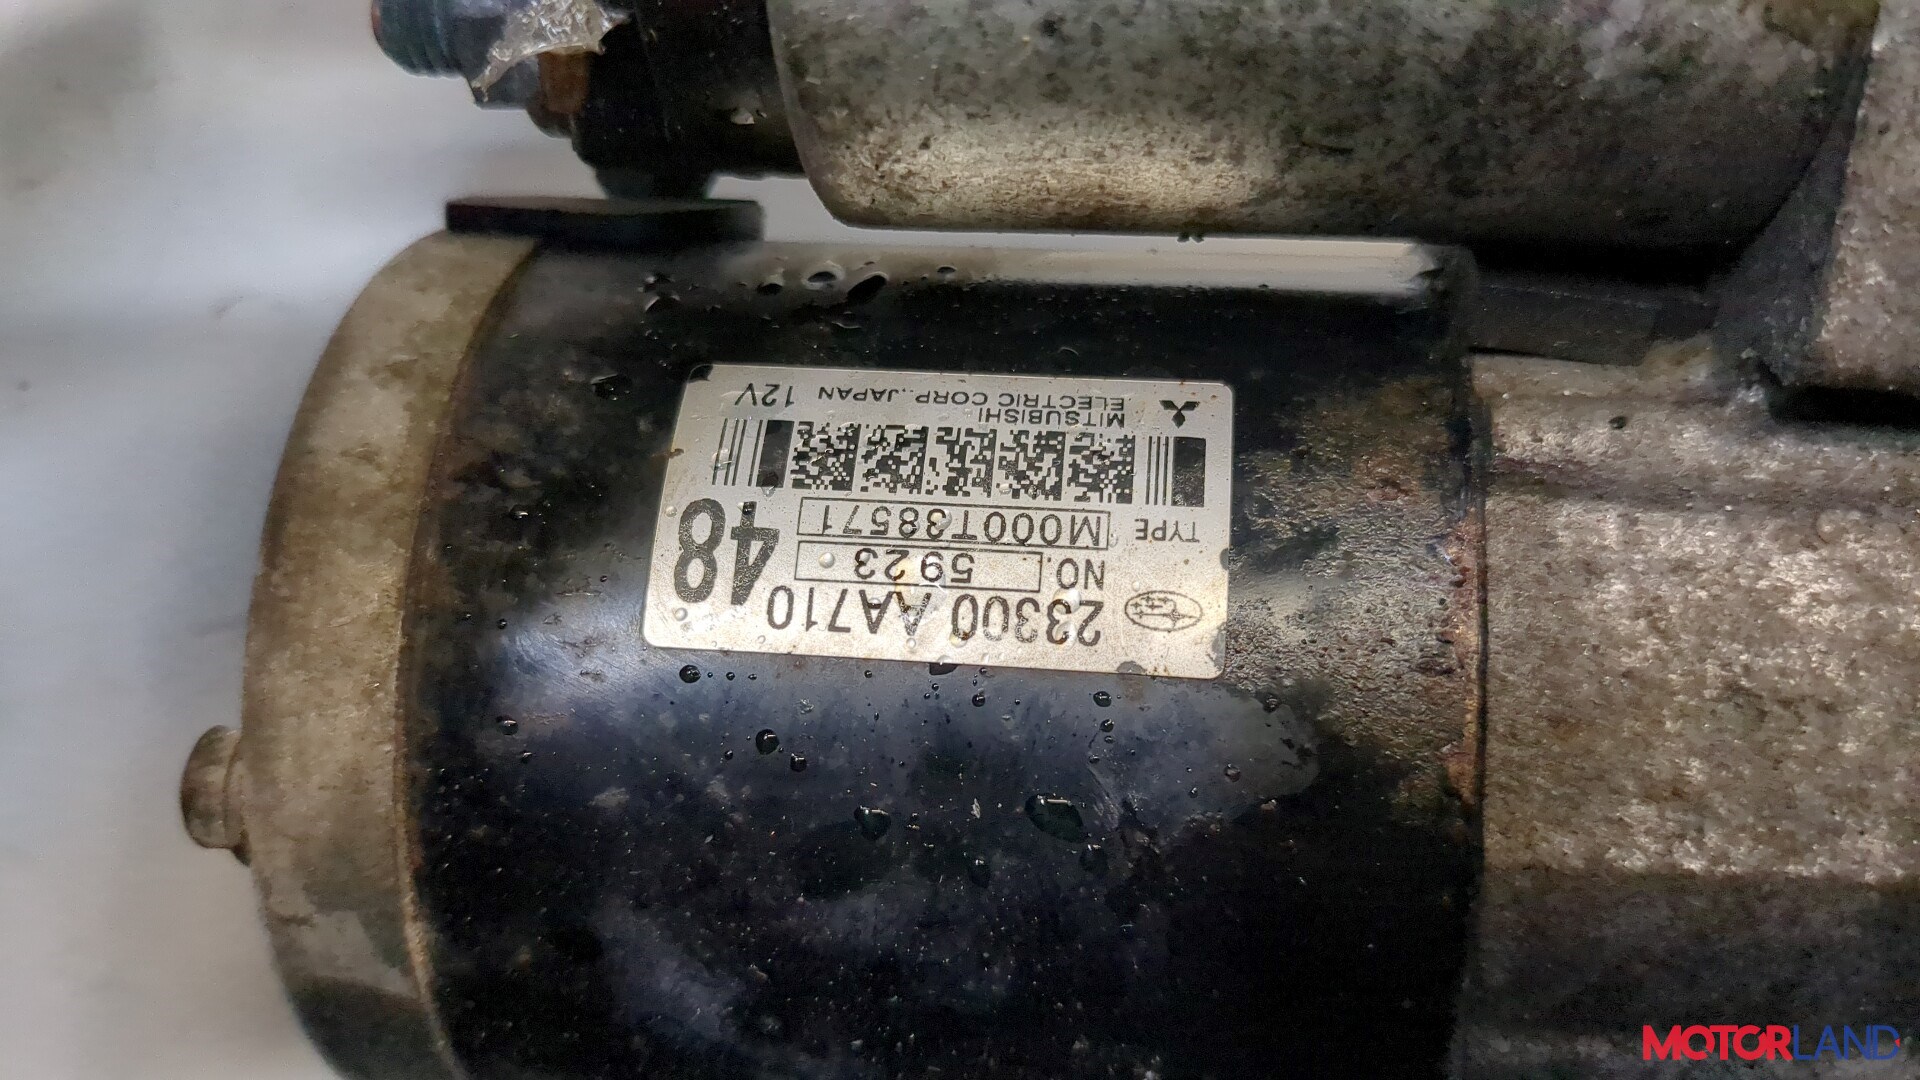 23300 AA710
NO. 5923
48
TYPE M000T38571
MITSUBISHI
ELECTRIC CORP.,JAPAN 12V
MOTORLAND